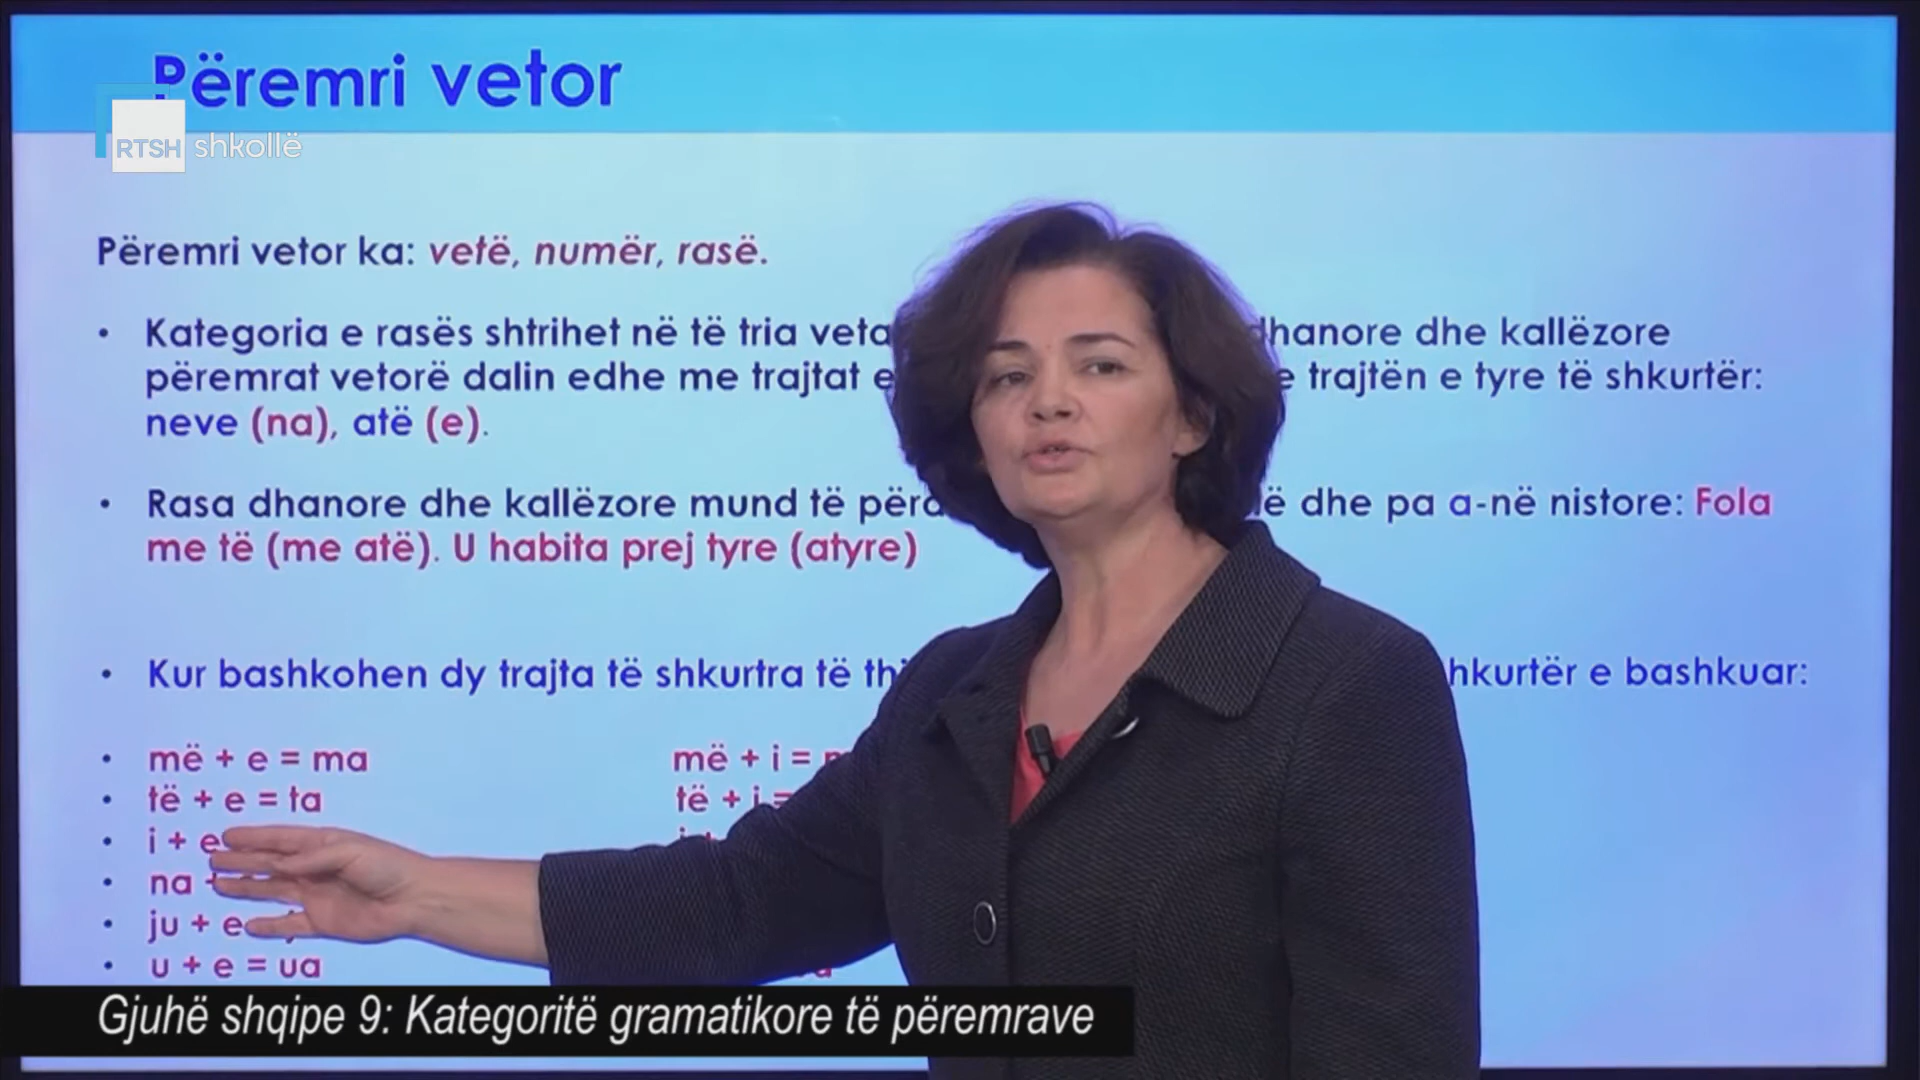 Përemri vetor
RTSH shkollë
Përemri vetor ka: vetë, numër, rasë.
• Kategoria e rasës shtrihet në të tria veta dhanore dhe kallëzore
përemrat vetorë dalin edhe me trajtat e trajtën e tyre të shkurtër:
neve (na), atë (e).
• Rasa dhanore dhe kallëzore mund të dhe pa a-në nistore: Fola
me të (me atë). U habita prej tyre (atyre)
• Kur bashkohen dy trajta të shkurtra të e bashkuar:
• më + e = ma më + i =
• të + e = ta të + i =
• i + e
• na +
• ju + e
• u + e = ua
Gjuhë shqipe 9: Kategoritë gramatikore të përemrave